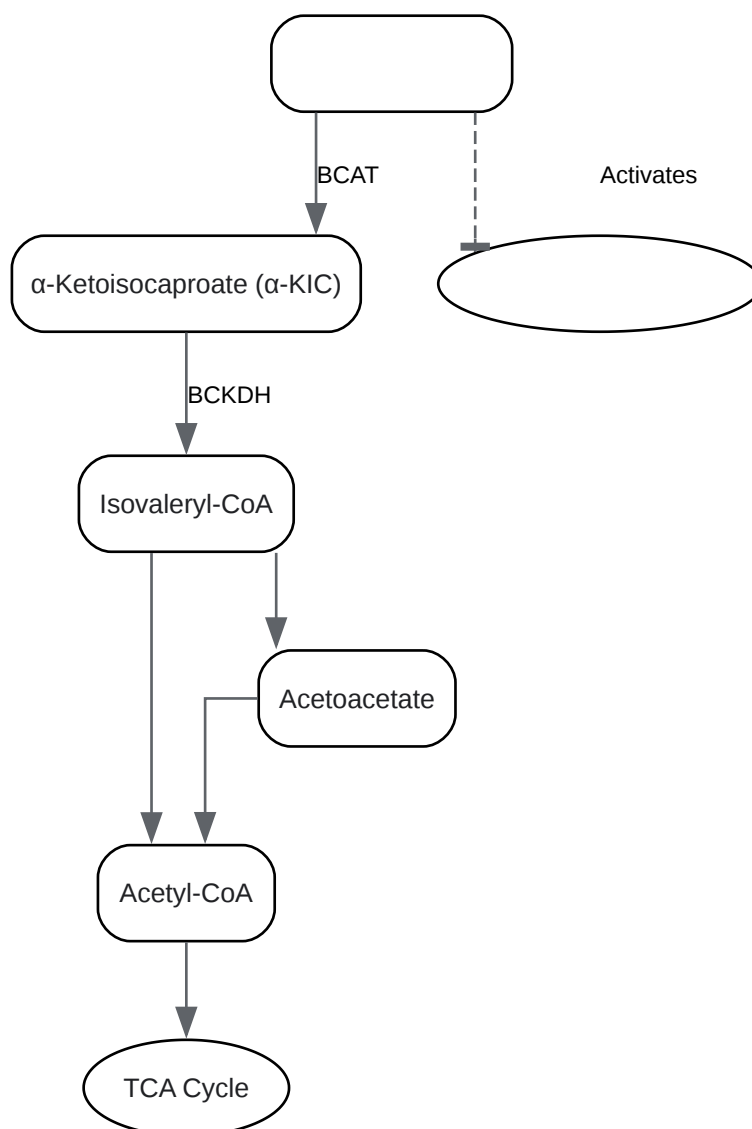 BCAT
Activates
α-Ketoisocaproate (α-KIC)
BCKDH
Isovaleryl-CoA
Acetoacetate
Acetyl-CoA
TCA Cycle